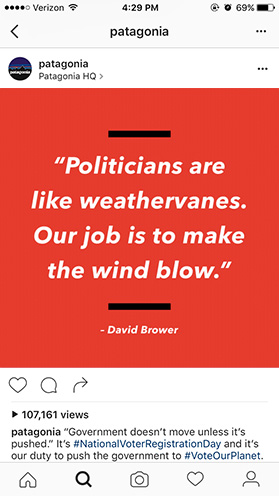 Verizon 4:29 PM 69%
patagonia
patagonia
patagonia
Patagonia HQ >
“Politicians are
like weathervanes.
Our job is to make
the wind blow.”
– David Brower
107,161 views
patagonia “Government doesn’t move unless it’s
pushed.” It’s #NationalVoterRegistrationDay and it’s
our duty to push the government to #VoteOurPlanet.